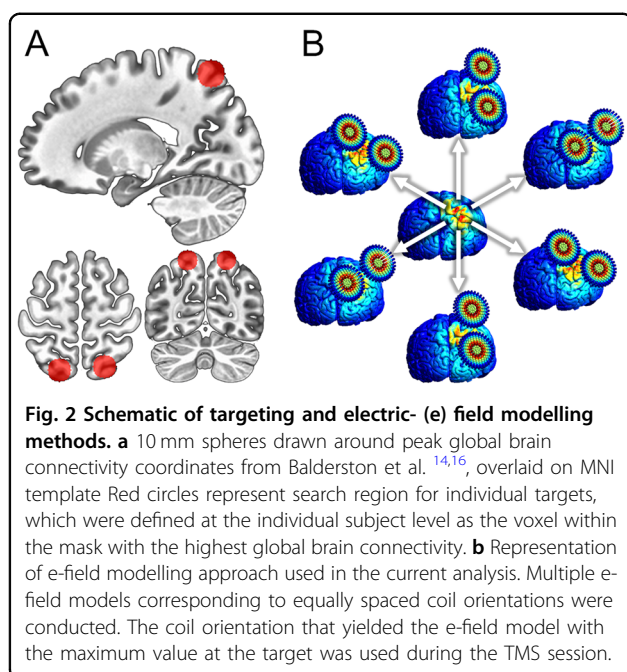 A
B
Fig. 2 Schematic of targeting and electric- (e) field modelling
methods. a 10 mm spheres drawn around peak global brain
connectivity coordinates from Balderston et al. 14,16, overlaid on MNI
template Red circles represent search region for individual targets,
which were defined at the individual subject level as the voxel within
the mask with the highest global brain connectivity. b Representation
of e-field modelling approach used in the current analysis. Multiple e-
field models corresponding to equally spaced coil orientations were
conducted. The coil orientation that yielded the e-field model with
the maximum value at the target was used during the TMS session.